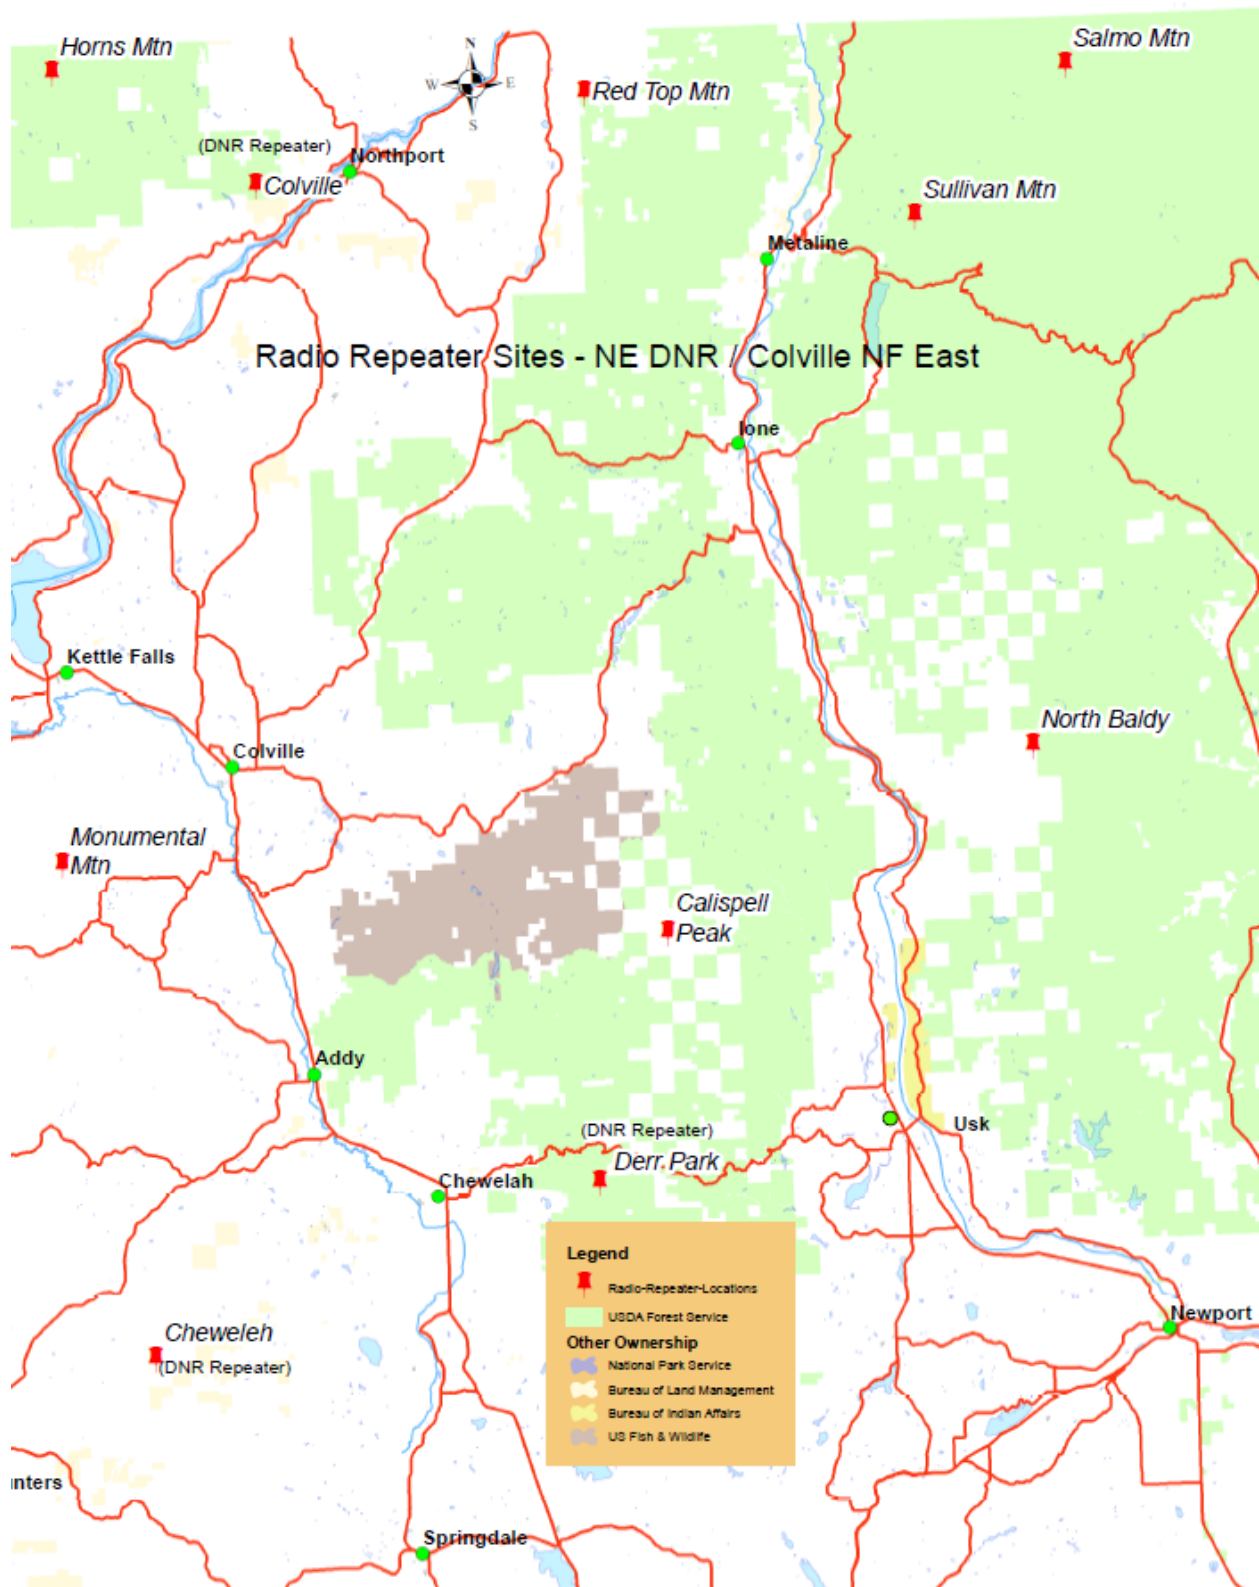 Horns Mtn
N
W
E
S
Red Top Mtn
Salmo Mtn
(DNR Repeater)
Northport
Colville
Sullivan Mtn
Metaline
Radio Repeater Sites - NE DNR / Colville NF East
Ione
Kettle Falls
North Baldy
Colville
Monumental
Mtn
Calispell
Peak
Addy
(DNR Repeater)
Usk
Derr Park
Chewelah
Legend
Radio-Repeater-Locations
USDA Forest Service
Other Ownership
National Park Service
Bureau of Land Management
Bureau of Indian Affairs
US Fish & Wildlife
Newport
Cheweleh
(DNR Repeater)
unters
Springdale